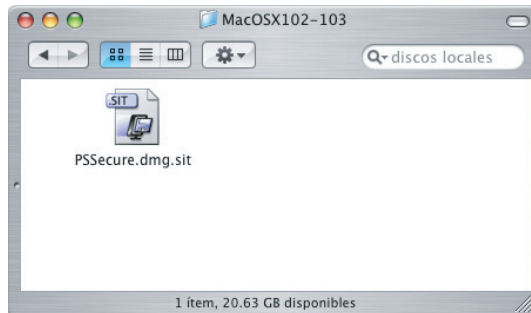 MacOSX102-103
discos locales
.SIT
PSSecure.dmg.sit
1 ítem, 20.63 GB disponibles